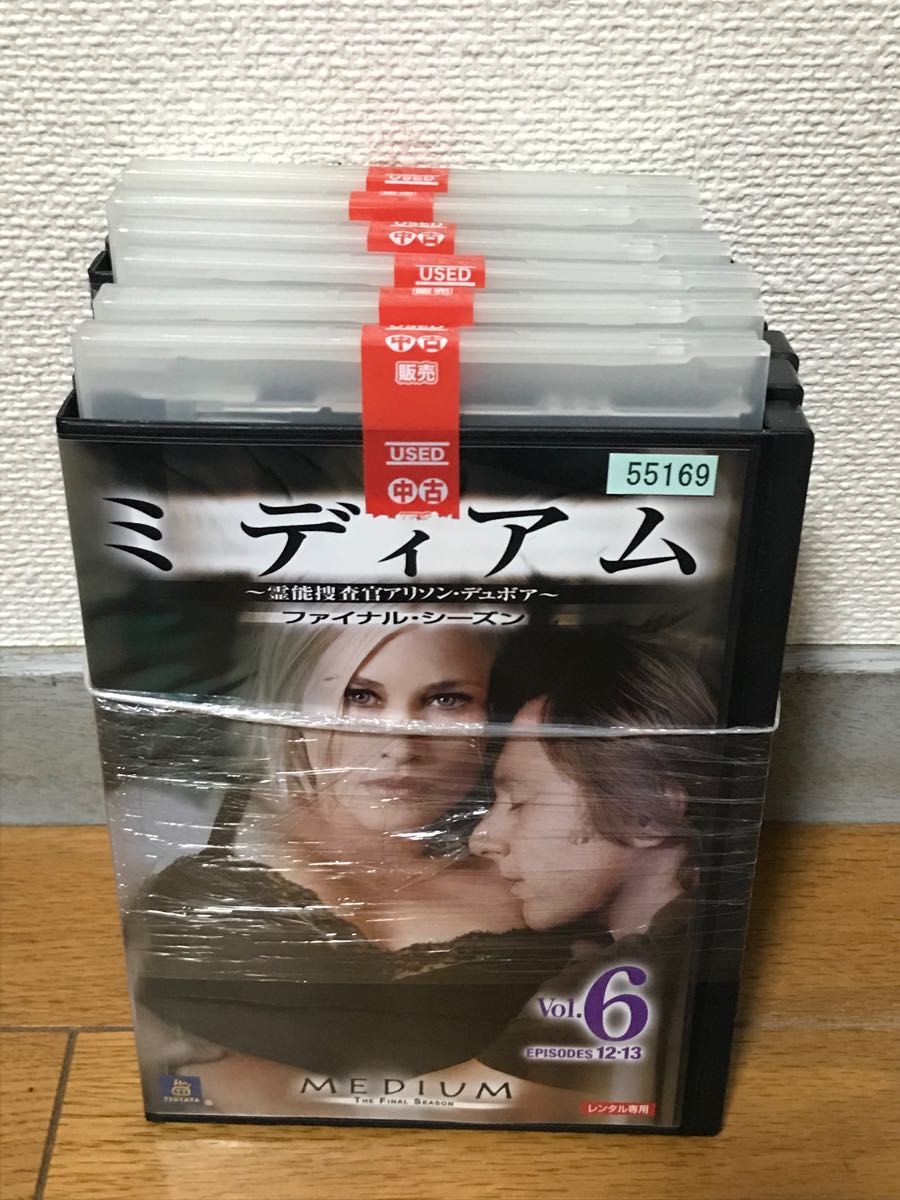 USED
USED
中古
USED
販売
USED
中古
販売
USED
中古
55169
ミディアム
～霊能捜査官アリソン・デュボア～
ファイナル・シーズン
Vol.6
EPISODES 12・13
MEDIUM
THE FINAL SEASON
TSUTAYA
レンタル専用